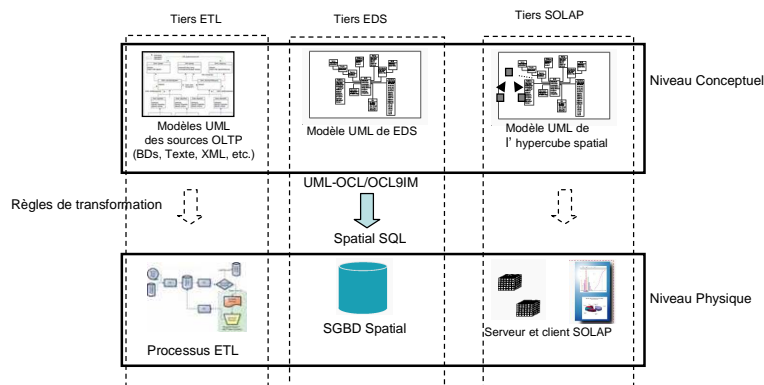 Tiers ETL
Tiers EDS
Tiers SOLAP
Niveau Conceptuel
Modèles UML
des sources OLTP
(BDs, Texte, XML, etc.)
Modèle UML de EDS
Modèle UML de
l' hypercube spatial
Règles de transformation
UML-OCL/OCL9IM
Spatial SQL
Niveau Physique
Processus ETL
SGBD Spatial
Serveur et client SOLAP